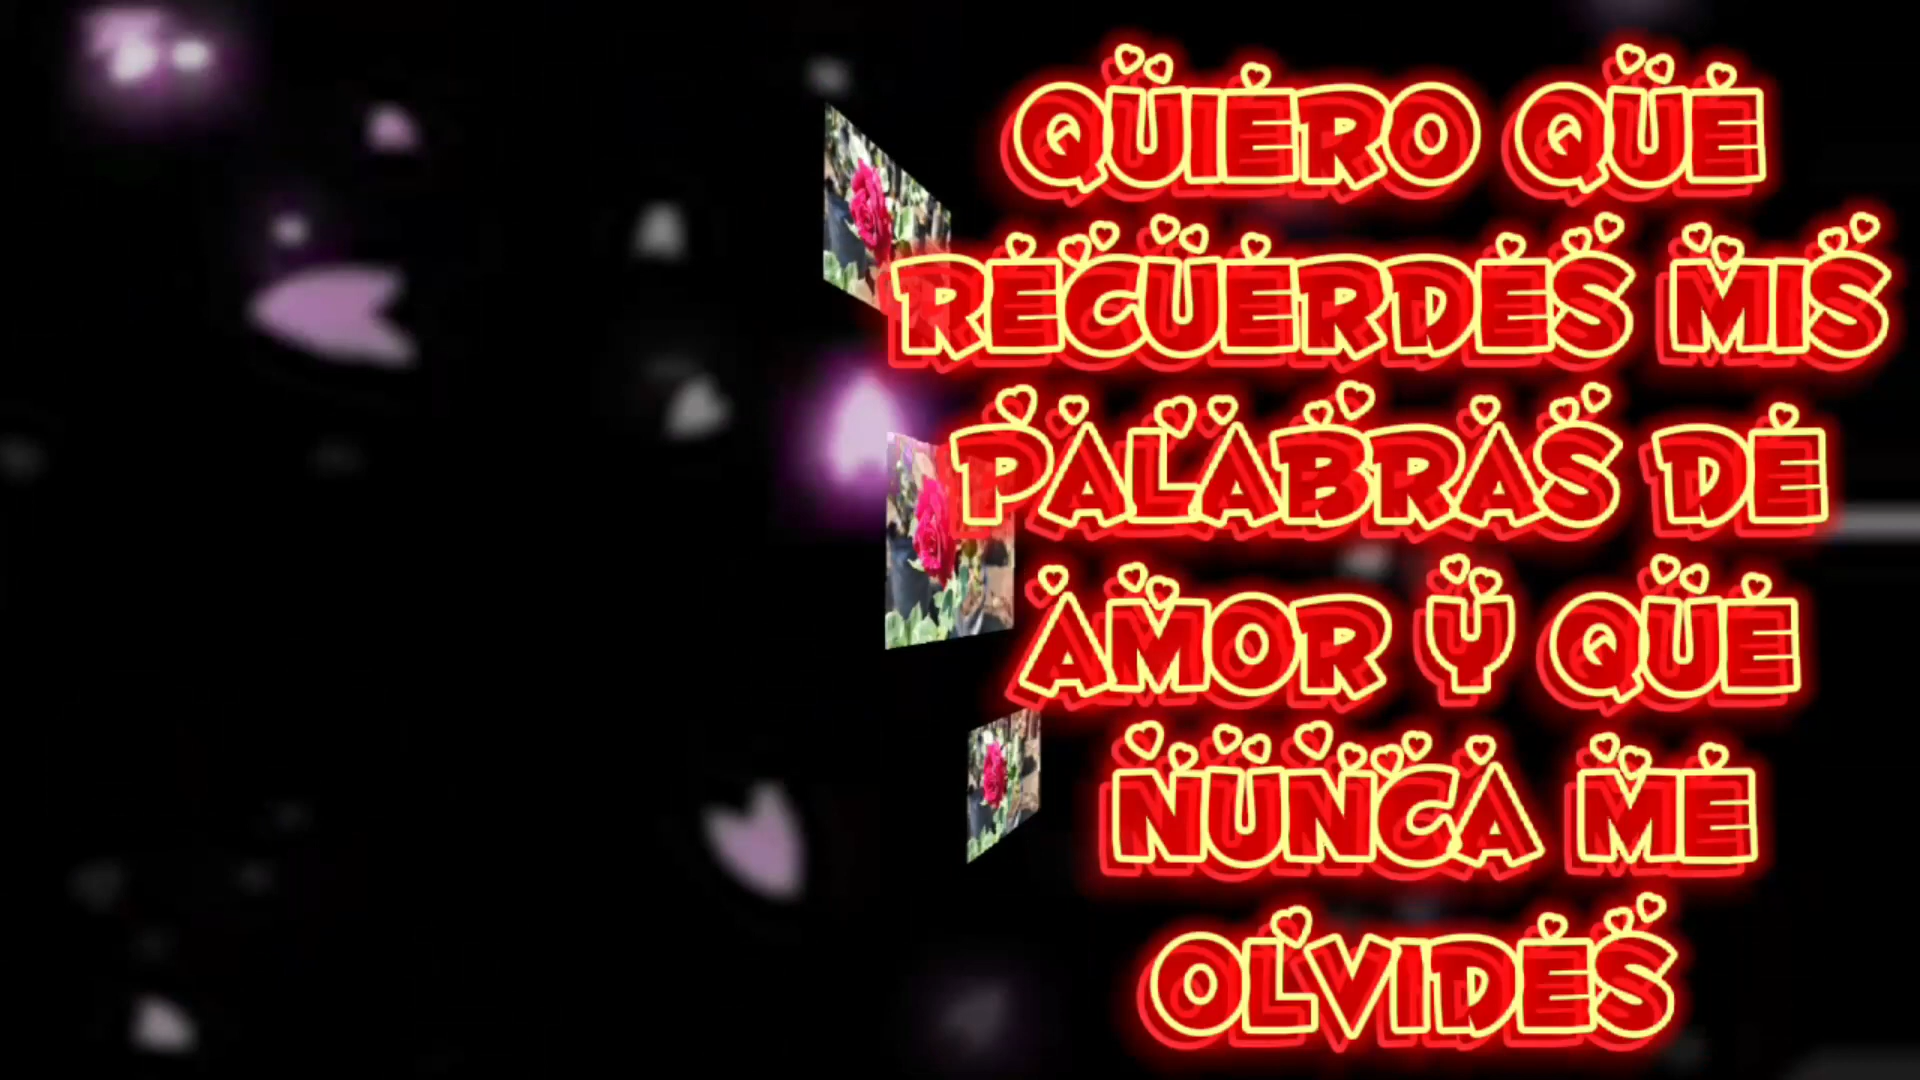 QUIERO QUE
RECUERDES MIS
PALABRAS DE
AMOR Y QUE
NUNCA ME
OLVIDES